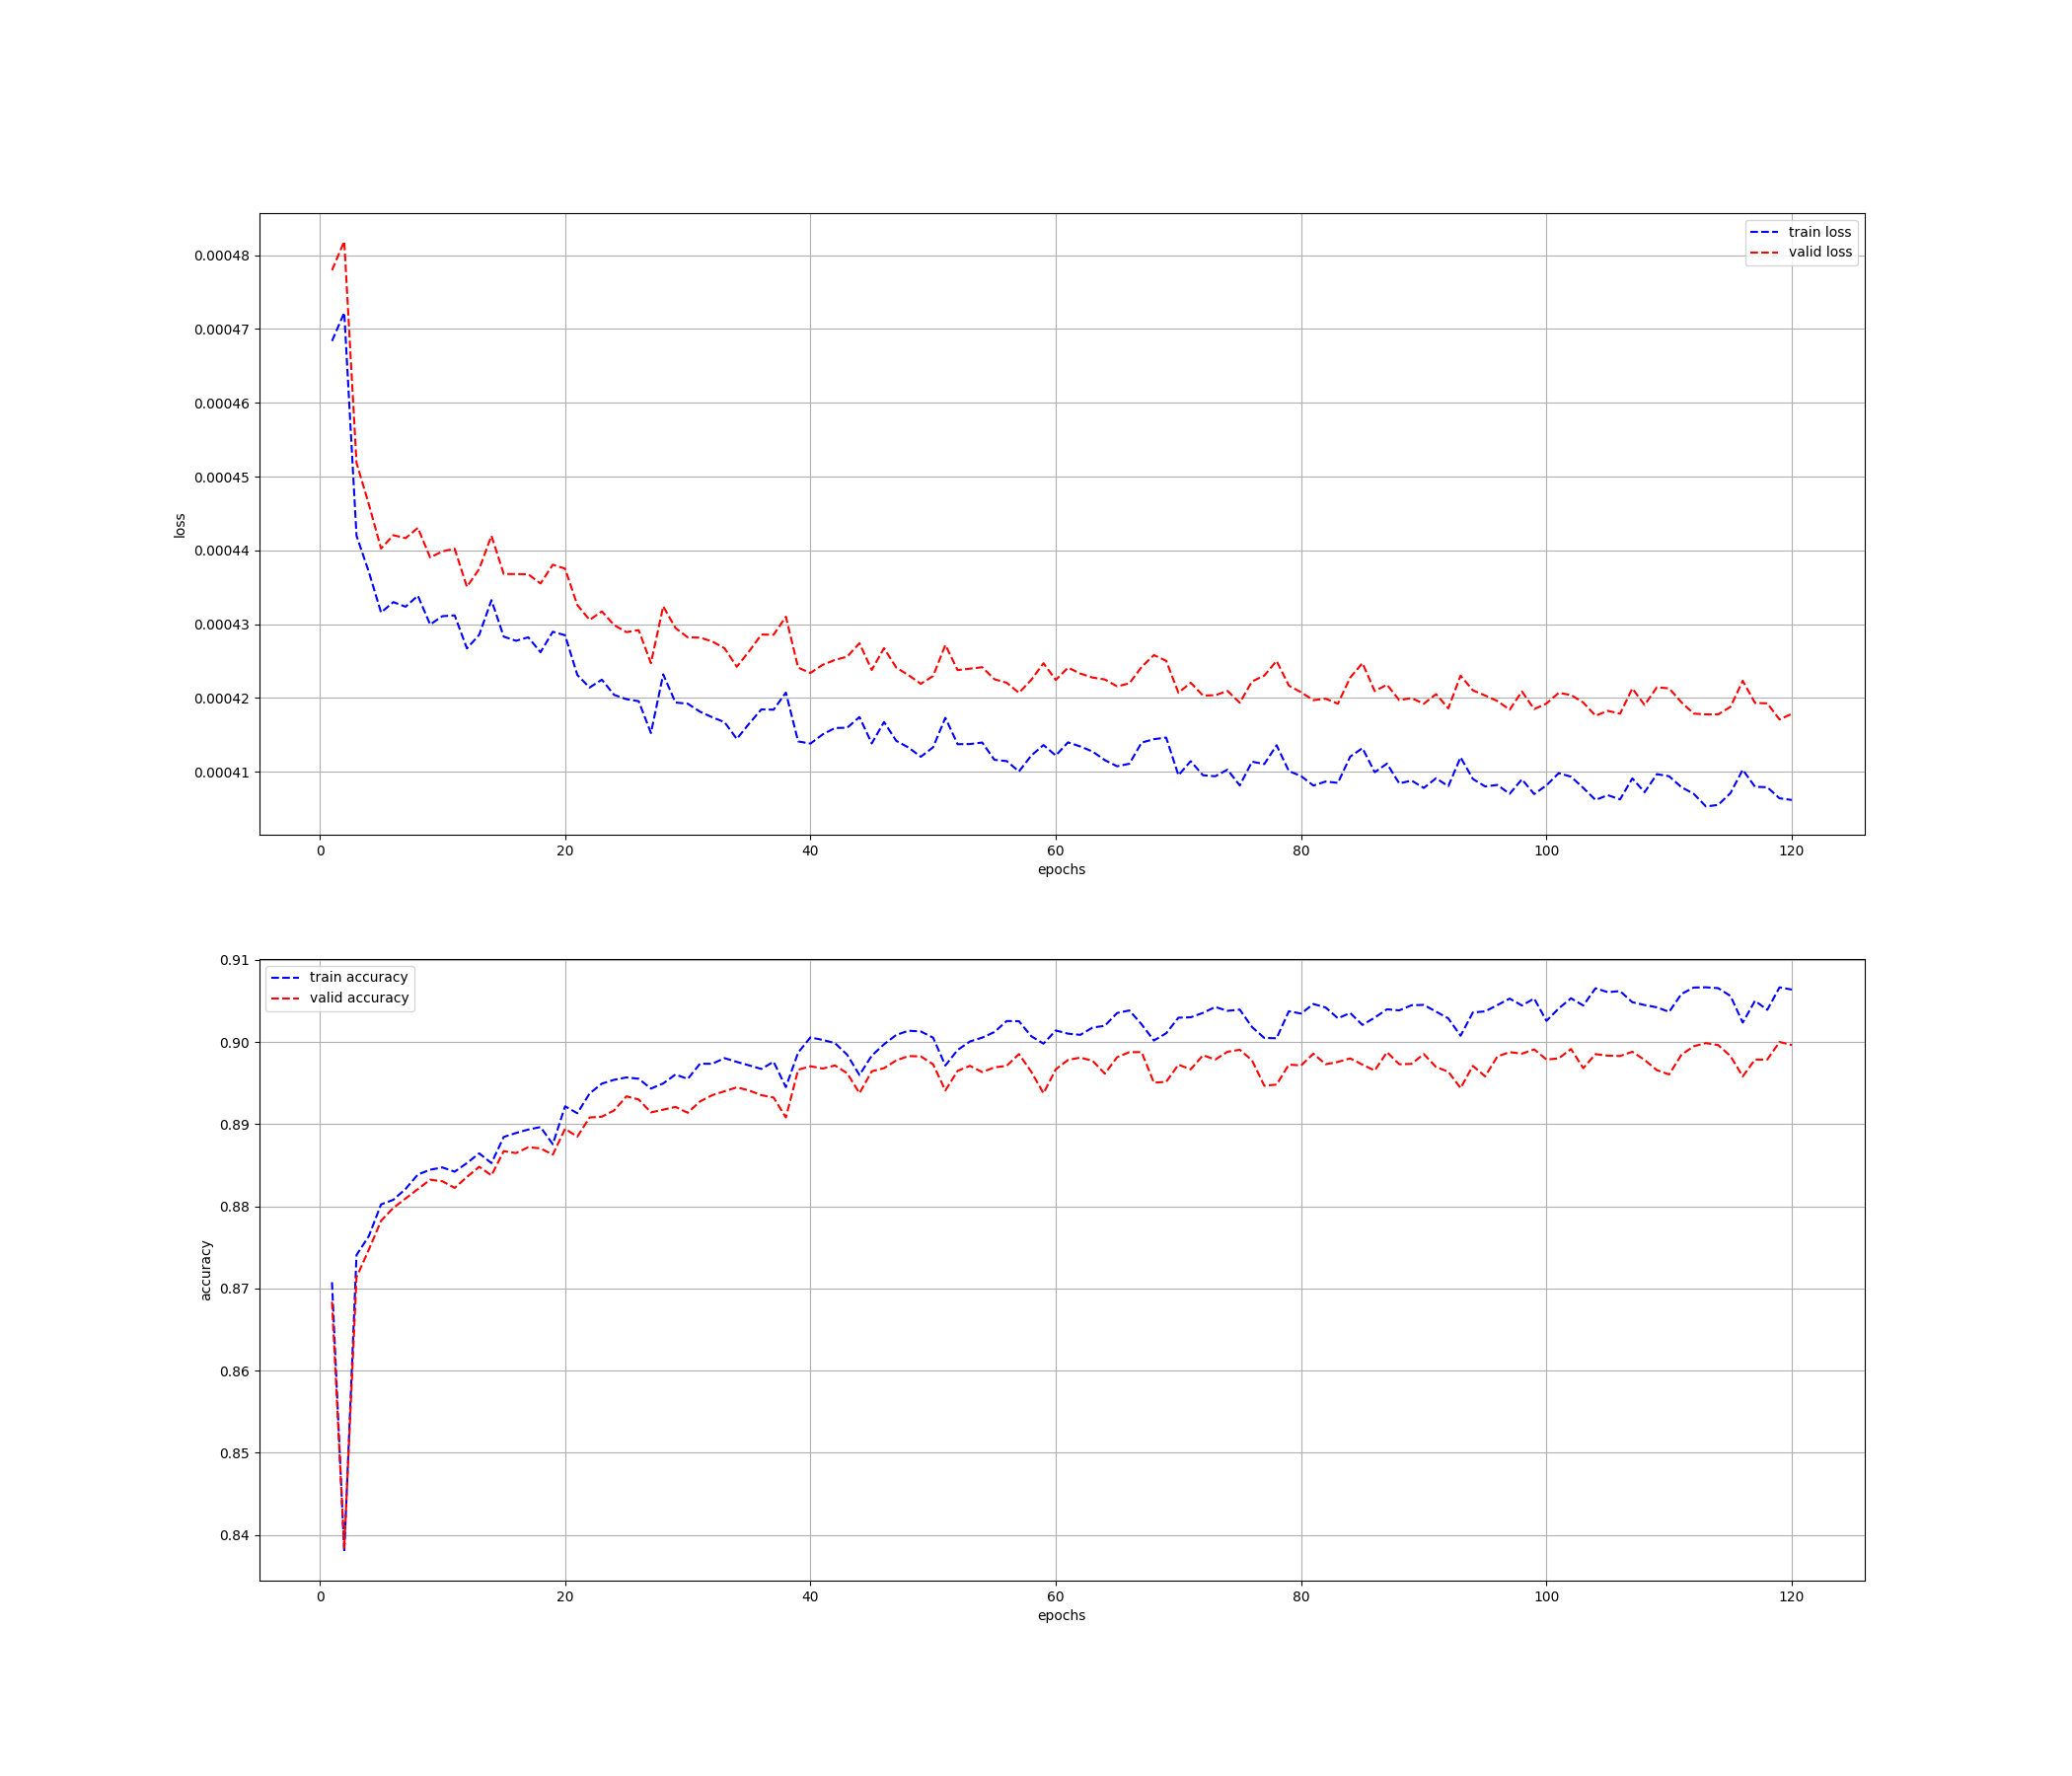 train loss
valid loss
0.00048
0.00047
0.00046
0.00045
0.00044
0.00043
0.00042
0.00041
loss
0 20 40 60 80 100 120
epochs
train accuracy
valid accuracy
0.91
0.90
0.89
0.88
0.87
0.86
0.85
0.84
accuracy
0 20 40 60 80 100 120
epochs